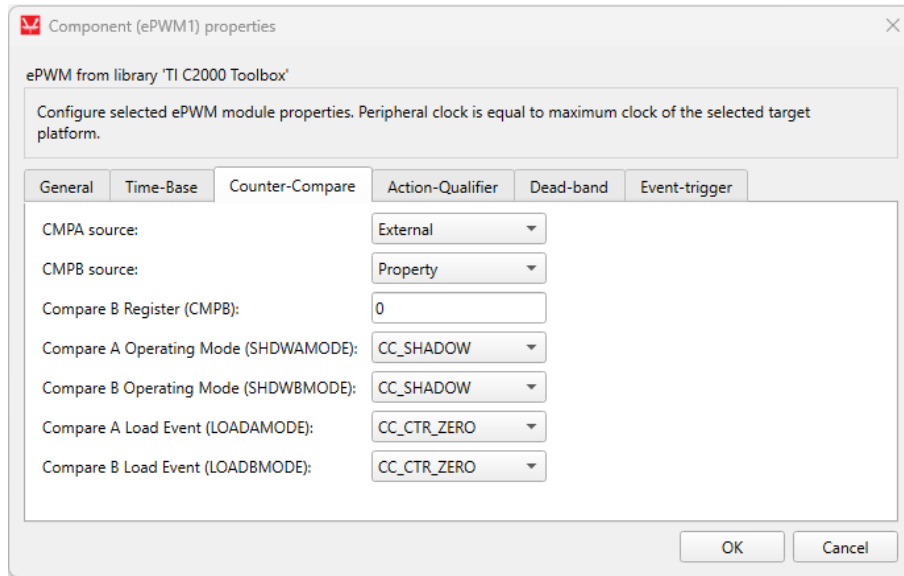 Component (ePWM1) properties
ePWM from library 'TI C2000 Toolbox'
Configure selected ePWM module properties. Peripheral clock is equal to maximum clock of the selected target
platform.
General Time-Base Counter-Compare Action-Qualifier Dead-band Event-trigger
CMPA source: External
CMPB source: Property
Compare B Register (CMPB): 0
Compare A Operating Mode (SHDWAMODE): CC_SHADOW
Compare B Operating Mode (SHDWBMODE): CC_SHADOW
Compare A Load Event (LOADAMODE): CC_CTR_ZERO
Compare B Load Event (LOADBMODE): CC_CTR_ZERO
OK Cancel